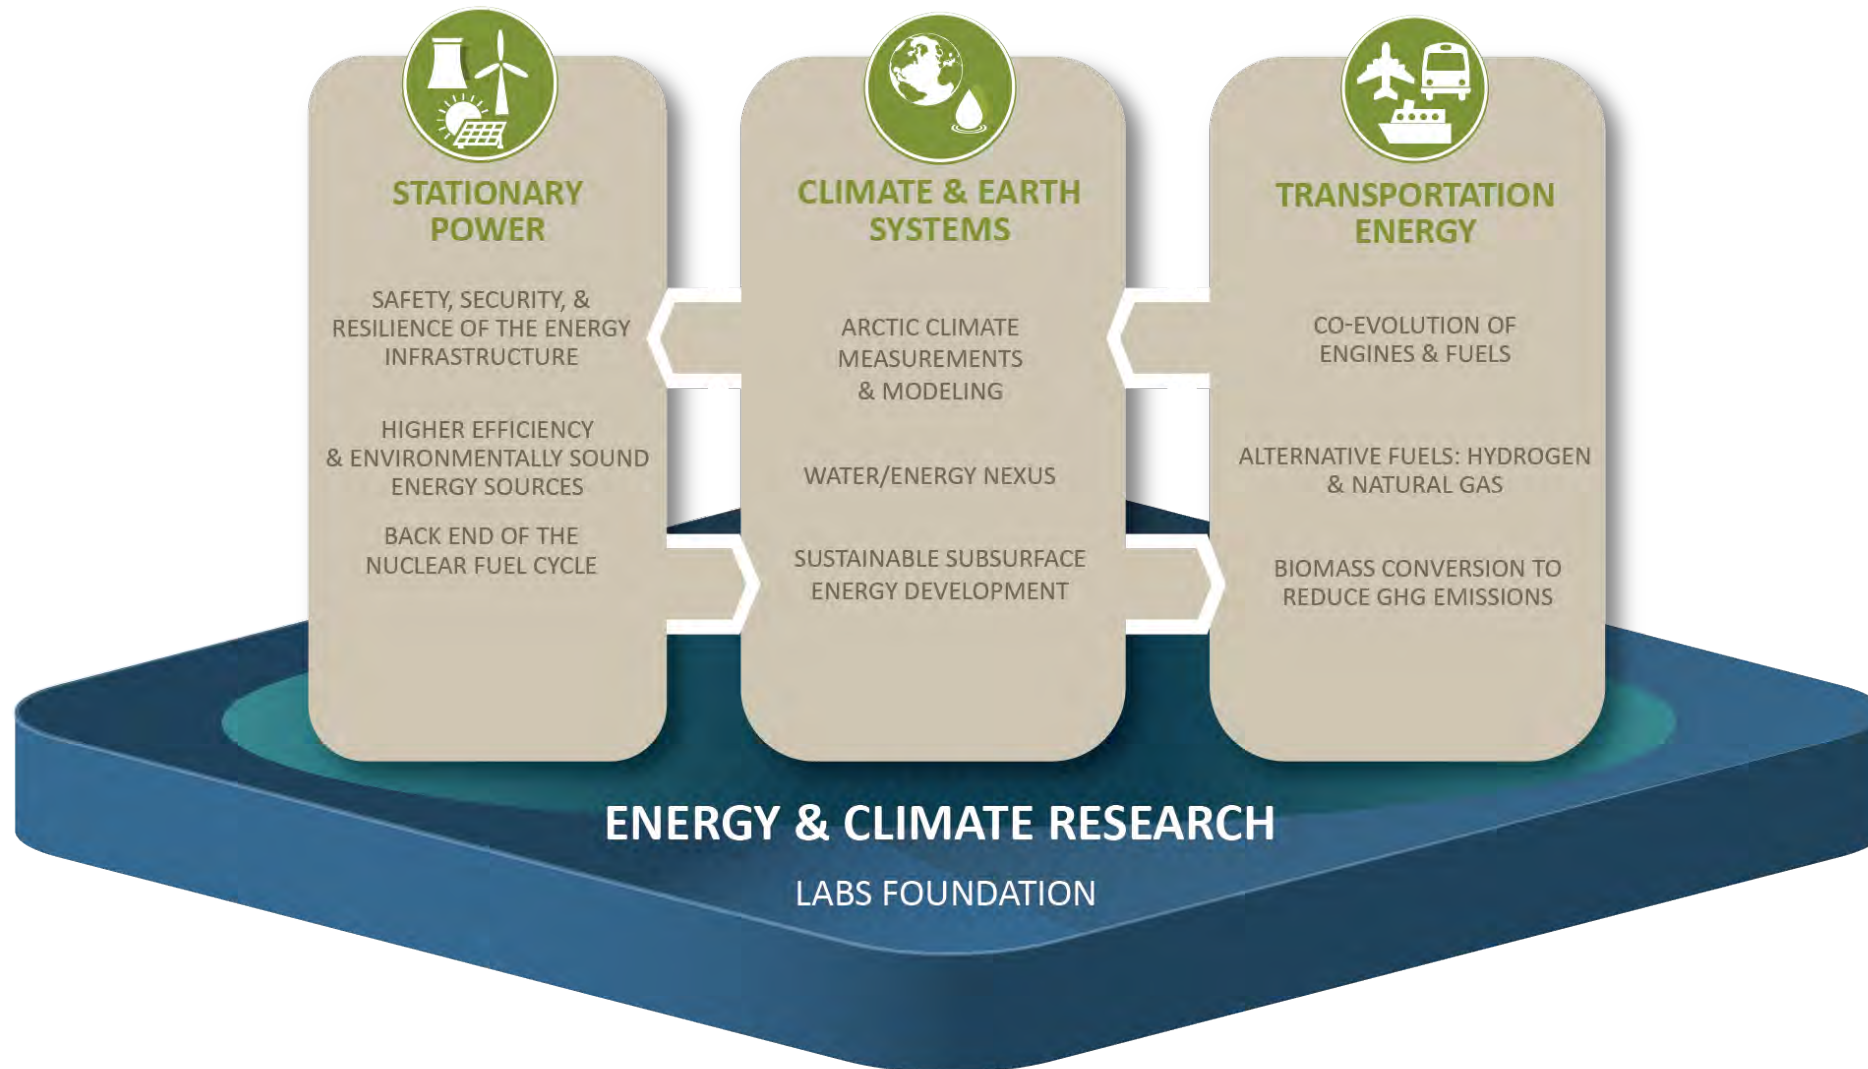 STATIONARY
POWER
SAFETY, SECURITY, &
RESILIENCE OF THE ENERGY
INFRASTRUCTURE
HIGHER EFFICIENCY
& ENVIRONMENTALLY SOUND
ENERGY SOURCES
BACK END OF THE
NUCLEAR FUEL CYCLE
CLIMATE & EARTH
SYSTEMS
ARCTIC CLIMATE
MEASUREMENTS
& MODELING
WATER/ENERGY NEXUS
SUSTAINABLE SUBSURFACE
ENERGY DEVELOPMENT
TRANSPORTATION
ENERGY
CO-EVOLUTION OF
ENGINES & FUELS
ALTERNATIVE FUELS: HYDROGEN
& NATURAL GAS
BIOMASS CONVERSION TO
REDUCE GHG EMISSIONS
ENERGY & CLIMATE RESEARCH
LABS FOUNDATION